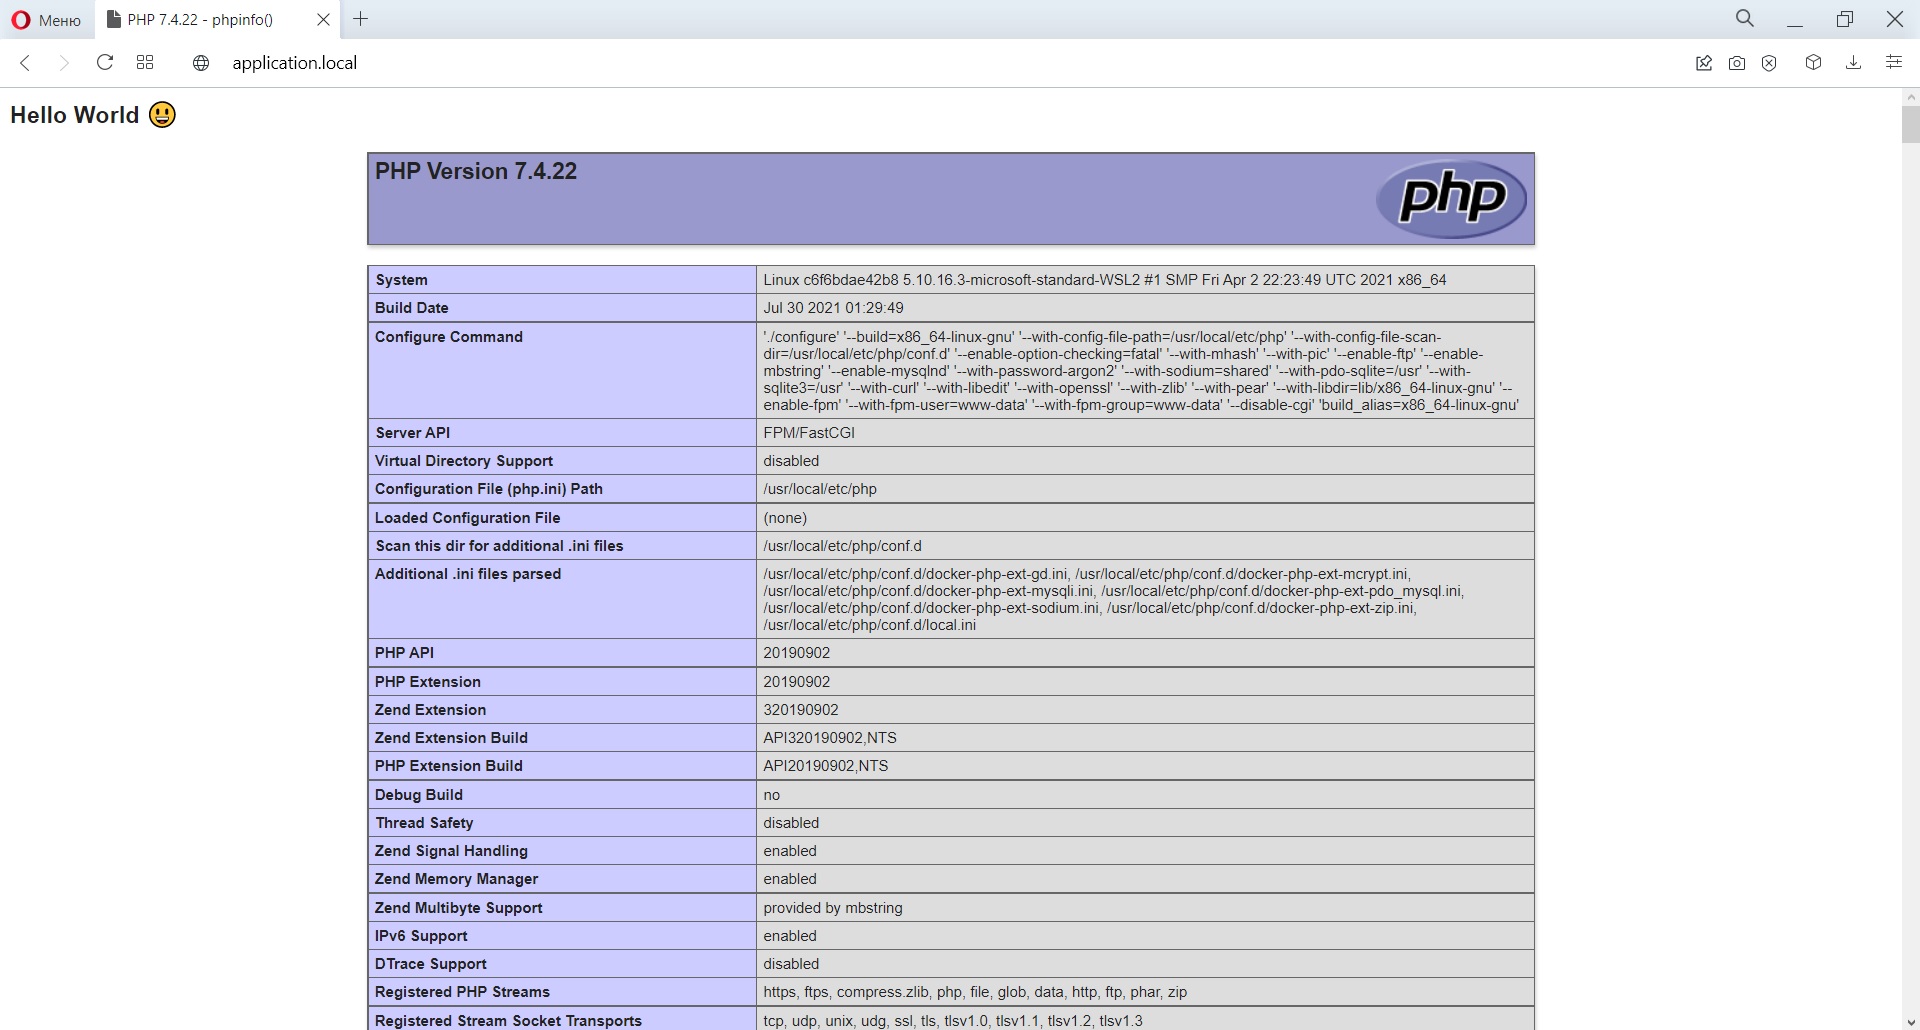 Меню
PHP 7.4.22 - phpinfo()
application.local
Hello World 😃
PHP Version 7.4.22
php
System Linux c6f6bdae42b8 5.10.16.3-microsoft-standard-WSL2 #1 SMP Fri Apr 2 22:23:49 UTC 2021 x86_64
Build Date Jul 30 2021 01:29:49
Configure Command './configure' '--build=x86_64-linux-gnu' '--with-config-file-path=/usr/local/etc/php' '--with-config-file-scan-
dir=/usr/local/etc/php/conf.d' '--enable-option-checking=fatal' '--with-mhash' '--with-pic' '--enable-ftp' '--enable-
mbstring' '--enable-mysqlnd' '--with-password-argon2' '--with-sodium=shared' '--with-pdo-sqlite=/usr' '--with-
sqlite3=/usr' '--with-curl' '--with-libedit' '--with-openssl' '--with-zlib' '--with-pear' '--with-libdir=lib/x86_64-linux-gnu' '--
enable-fpm' '--with-fpm-user=www-data' '--with-fpm-group=www-data' '--disable-cgi' 'build_alias=x86_64-linux-gnu'
Server API FPM/FastCGI
Virtual Directory Support disabled
Configuration File (php.ini) Path /usr/local/etc/php
Loaded Configuration File (none)
Scan this dir for additional .ini files /usr/local/etc/php/conf.d
Additional .ini files parsed /usr/local/etc/php/conf.d/docker-php-ext-gd.ini, /usr/local/etc/php/conf.d/docker-php-ext-mcrypt.ini,
/usr/local/etc/php/conf.d/docker-php-ext-mysqli.ini, /usr/local/etc/php/conf.d/docker-php-ext-pdo_mysql.ini,
/usr/local/etc/php/conf.d/docker-php-ext-sodium.ini, /usr/local/etc/php/conf.d/docker-php-ext-zip.ini,
/usr/local/etc/php/conf.d/local.ini
PHP API 20190902
PHP Extension 20190902
Zend Extension 320190902
Zend Extension Build API320190902,NTS
PHP Extension Build API20190902,NTS
Debug Build no
Thread Safety disabled
Zend Signal Handling enabled
Zend Memory Manager enabled
Zend Multibyte Support provided by mbstring
IPv6 Support enabled
DTrace Support disabled
Registered PHP Streams https, ftps, compress.zlib, php, file, glob, data, http, ftp, phar, zip
Registered Stream Socket Transports tcp, udp, unix, udg, ssl, tls, tlsv1.0, tlsv1.1, tlsv1.2, tlsv1.3